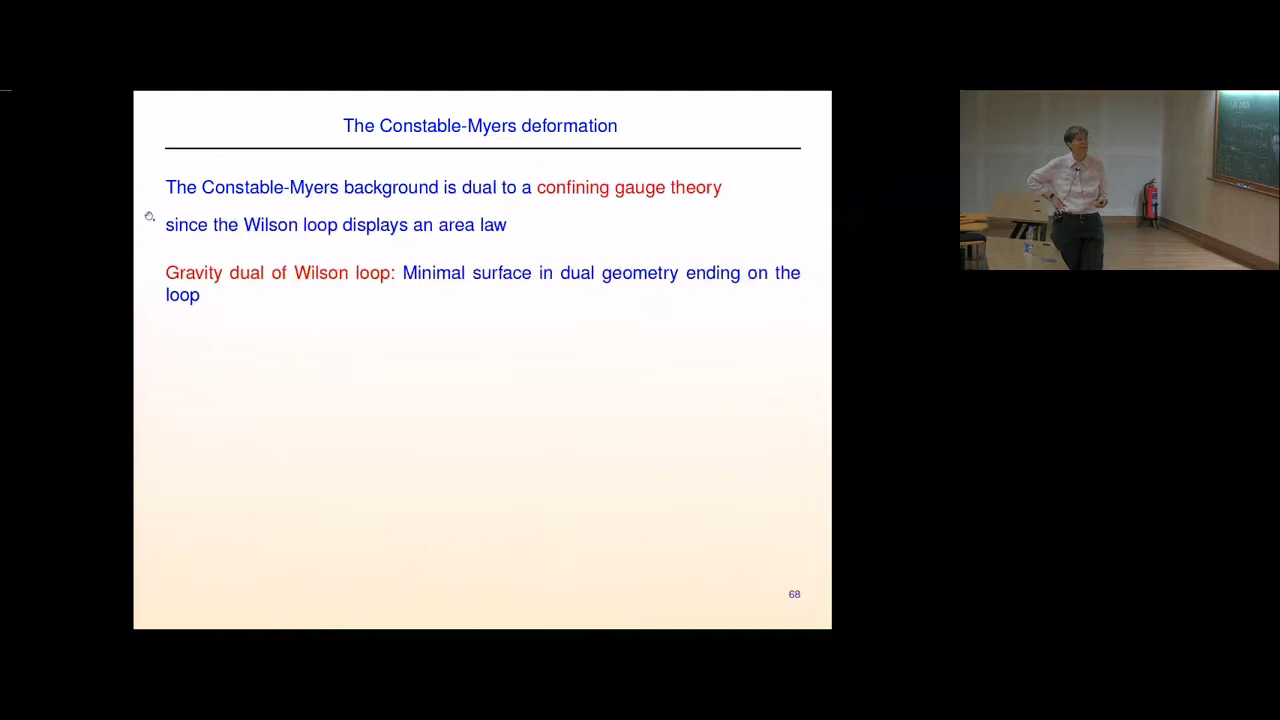 The Constable-Myers deformation
The Constable-Myers background is dual to a confining gauge theory
since the Wilson loop displays an area law
Gravity dual of Wilson loop: Minimal surface in dual geometry ending on the
loop
68